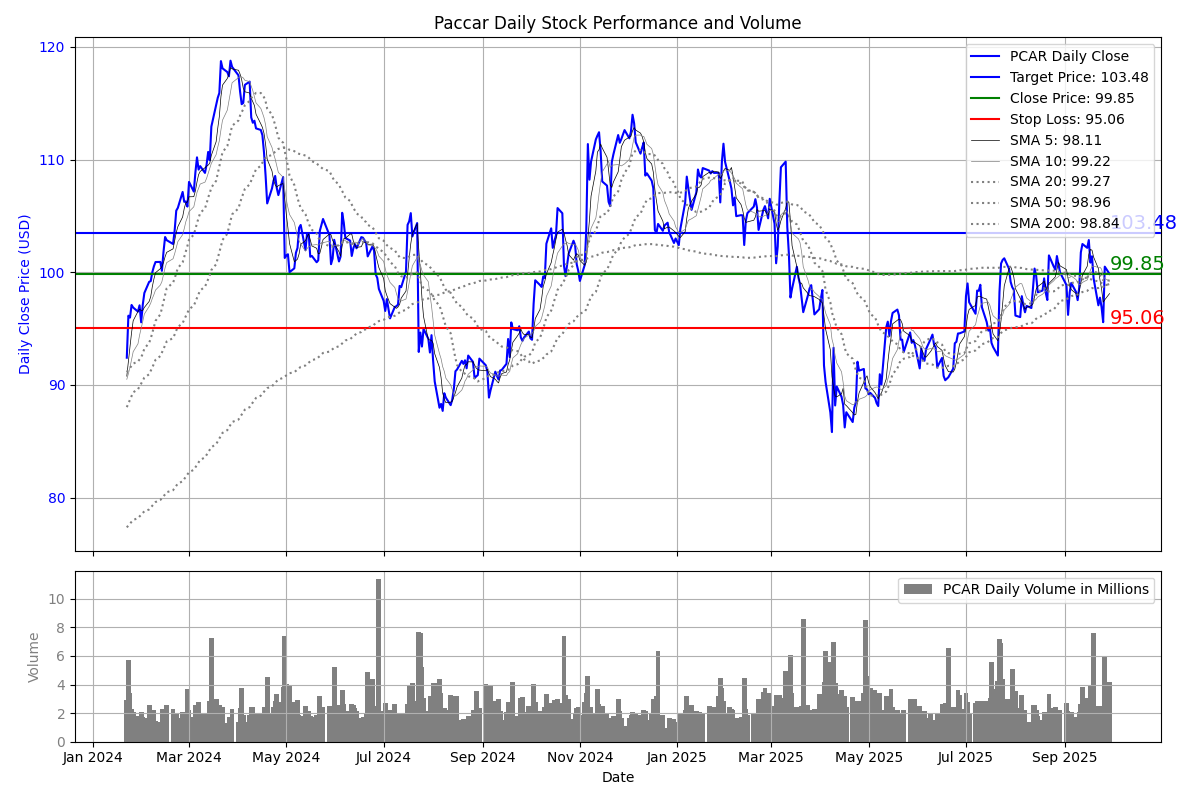 Paccar Daily Stock Performance and Volume
120
110
100
90
80
Daily Close Price (USD)
PCAR Daily Close
Target Price: 103.48
Close Price: 99.85
Stop Loss: 95.06
SMA 5: 98.11
SMA 10: 99.22
SMA 20: 99.27
SMA 50: 98.96
SMA 200: 98.84
103.48
99.85
95.06
10
8
6
4
2
0
Volume
PCAR Daily Volume in Millions
Jan 2024 Mar 2024 May 2024 Jul 2024 Sep 2024 Nov 2024 Jan 2025 Mar 2025 May 2025 Jul 2025 Sep 2025
Date